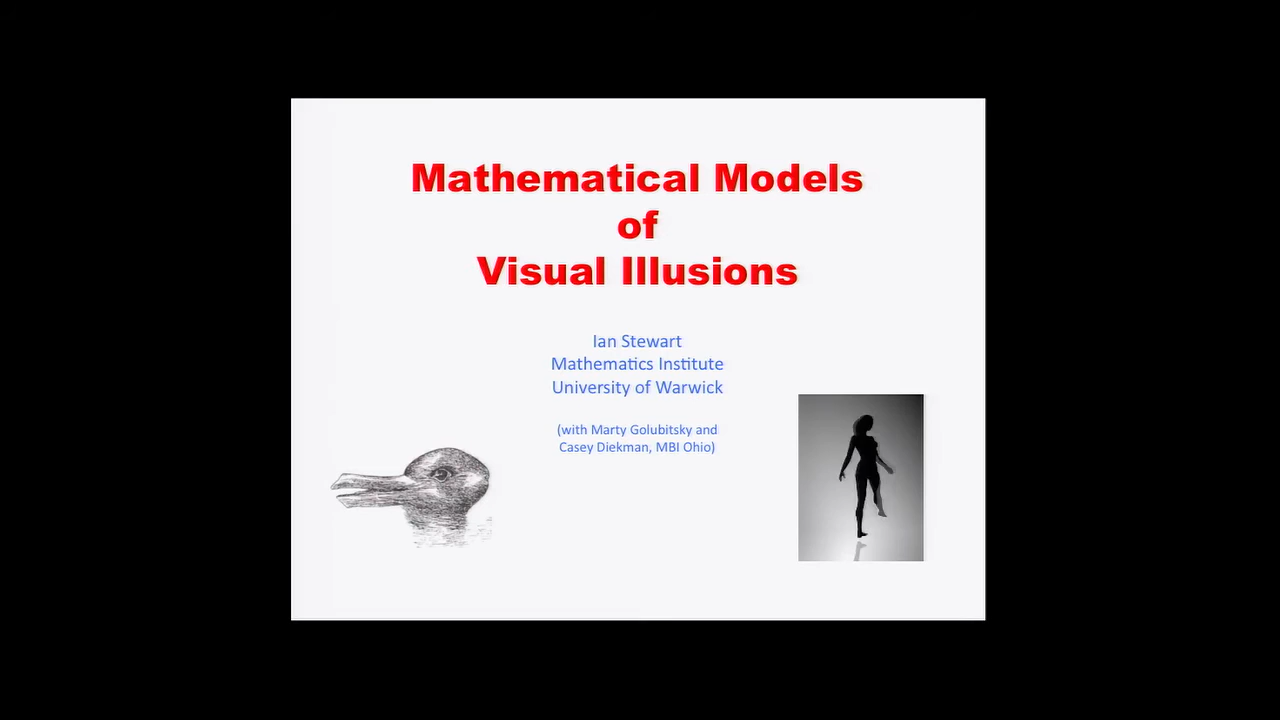 Mathematical Models
of
Visual Illusions
Ian Stewart
Mathematics Institute
University of Warwick
(with Marty Golubitsky and
Casey Diekman, MBI Ohio)